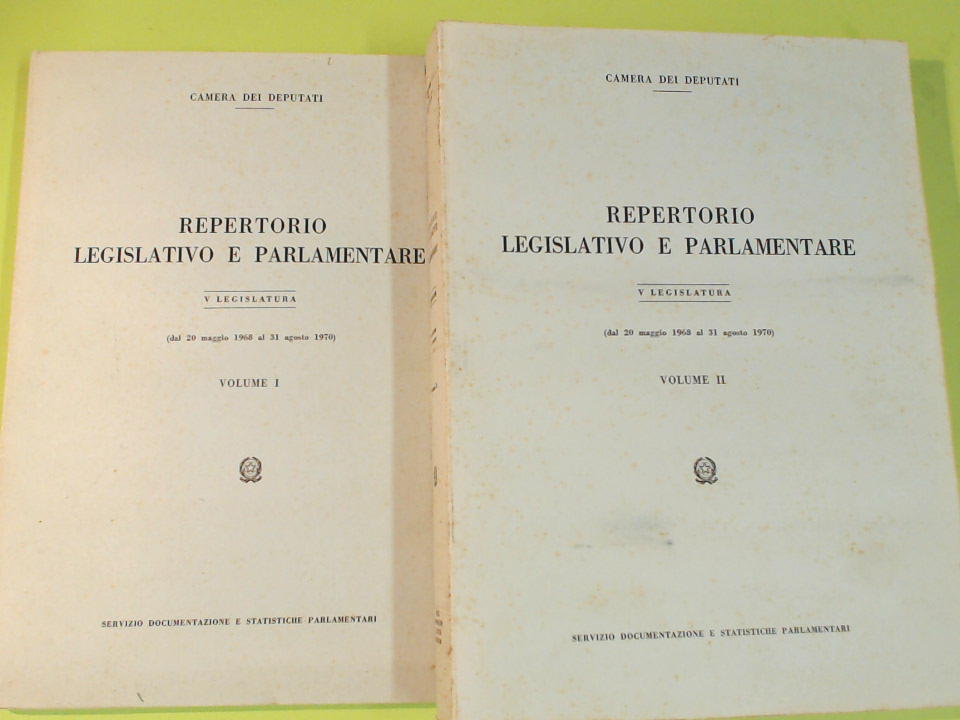 CAMERA DEI DEPUTATI
REPERTORIO
LEGISLATIVO E PARLAMENTARE
V LEGISLATURA
(dal 20 maggio 1968 al 31 agosto 1970)
VOLUME I
SERVIZIO DOCUMENTAZIONE E STATISTICHE PARLAMENTARI
CAMERA DEI DEPUTATI
REPERTORIO
LEGISLATIVO E PARLAMENTARE
V LEGISLATURA
(dal 20 maggio 1968 al 31 agosto 1970)
VOLUME II
SERVIZIO DOCUMENTAZIONE E STATISTICHE PARLAMENTARI